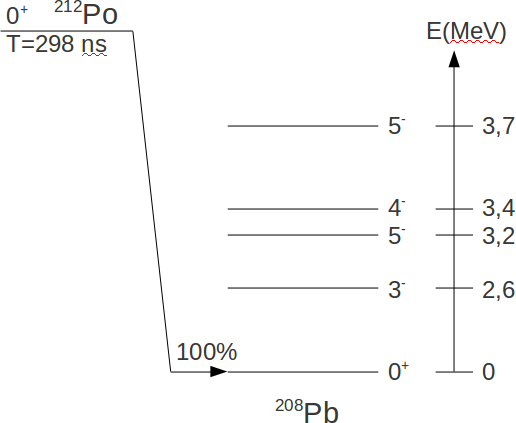 0⁺ ²¹²Po
T=298 ns
E(MeV)
5⁻ 3,7
4⁻ 3,4
5⁻ 3,2
3⁻ 2,6
100%
0⁺ 0
²⁰⁸Pb